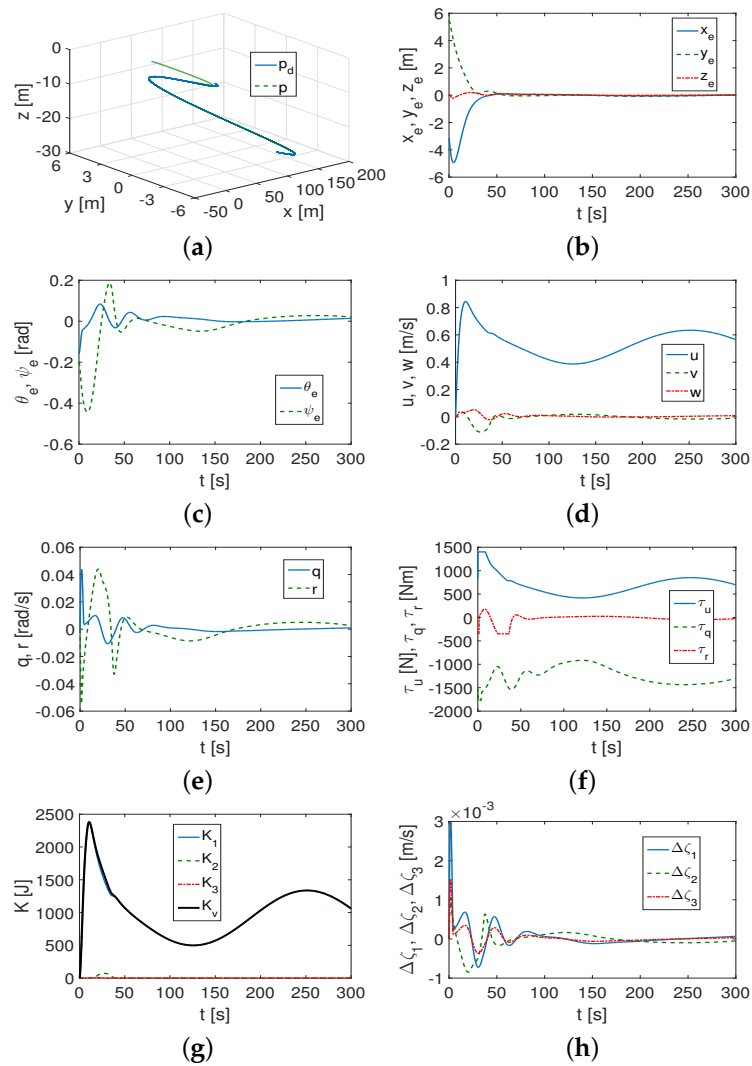 0
-10
-20
-30
z [m]
6
3
0
-3
-6
y [m]
-50
0
50
100
150
200
x [m]
p_d
p
(a)
6
4
2
0
-2
-4
-6
x_e, y_e, z_e [m]
0 50 100 150 200 250 300
t [s]
x_e
y_e
z_e
(b)
0.2
0
-0.2
-0.4
-0.6
θ_e, ψ_e [rad]
0 50 100 150 200 250 300
t [s]
θ_e
ψ_e
(c)
1
0.8
0.6
0.4
0.2
0
-0.2
u, v, w [m/s]
0 50 100 150 200 250 300
t [s]
u
v
w
(d)
0.06
0.04
0.02
0
-0.02
-0.04
-0.06
q, r [rad/s]
0 50 100 150 200 250 300
t [s]
q
r
(e)
1500
1000
500
0
-500
-1000
-1500
-2000
τ_u [N], τ_q, τ_r [Nm]
0 50 100 150 200 250 300
t [s]
τ_u
τ_q
τ_r
(f)
2500
2000
1500
1000
500
0
K [J]
0 50 100 150 200 250 300
t [s]
K_1
K_2
K_3
K_v
(g)
×10^-3
3
2
1
0
-1
Δζ_1, Δζ_2, Δζ_3 [m/s]
0 50 100 150 200 250 300
t [s]
Δζ_1
Δζ_2
Δζ_3
(h)